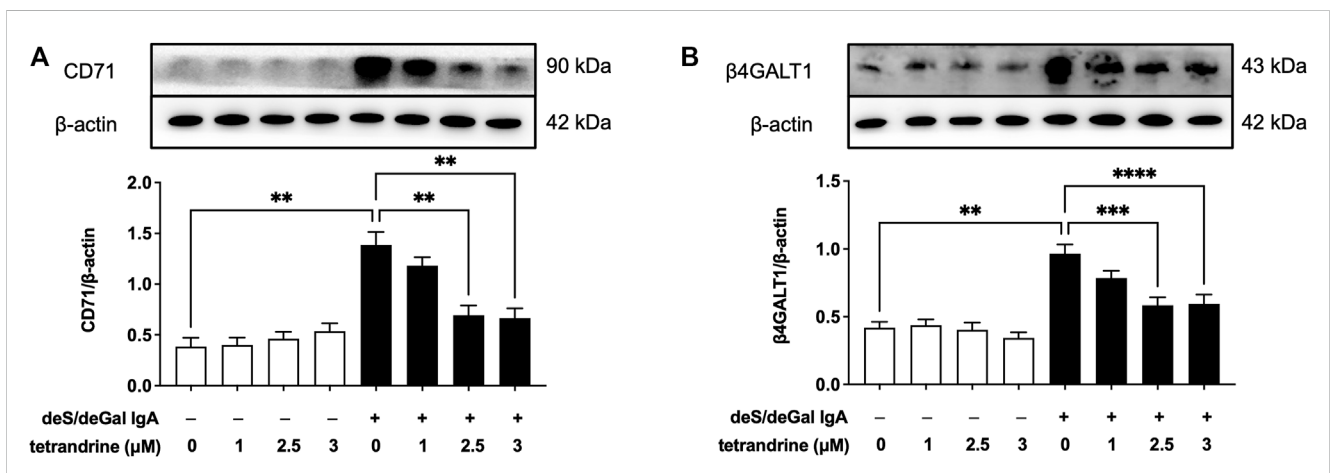 A
CD71
90 kDa
β-actin
42 kDa
** 
** **
2.0
1.5
1.0
0.5
0.0
CD71/β-actin
deS/deGal IgA – – – – + + + +
tetrandrine (μM) 0 1 2.5 3 0 1 2.5 3
B
β4GALT1
43 kDa
β-actin
42 kDa
****
** ***
1.5
1.0
0.5
0.0
β4GALT1/β-actin
deS/deGal IgA – – – – + + + +
tetrandrine (μM) 0 1 2.5 3 0 1 2.5 3